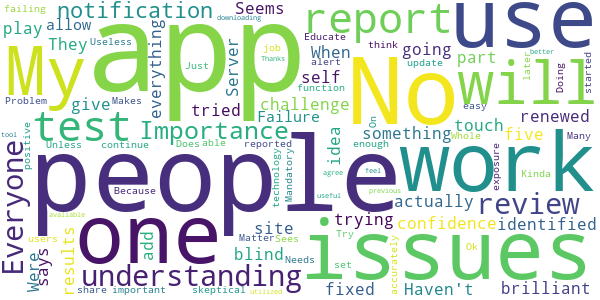 failing
notification
Seems
report
use
play
allow
They
everything
Server
When
going
part
will
Useless
Educate
job
Thanks
think
started
downloading
later
better
Doing
My
app
No
Just
alert
update
self
Problem
Makes
give
tried
challenge
function
easy
renewed
On
touch
Whole
Many
test
Importance
Failure
something
five
Unless
continue
Does
able
reported
idea
enough
exposure
Kinda
positive
tool
Because
technology
Mandatory
agree
feel
useful
previous
people
work
Everyone
one
issues
available
users
add
site
blind
trying
actually
review
confidence
identified
Were
says
results
Matter
Sees
Try
accurately
Ok
understanding
Needs
set
fixed
Haven't
brilliant
share
important
skeptical
utilized